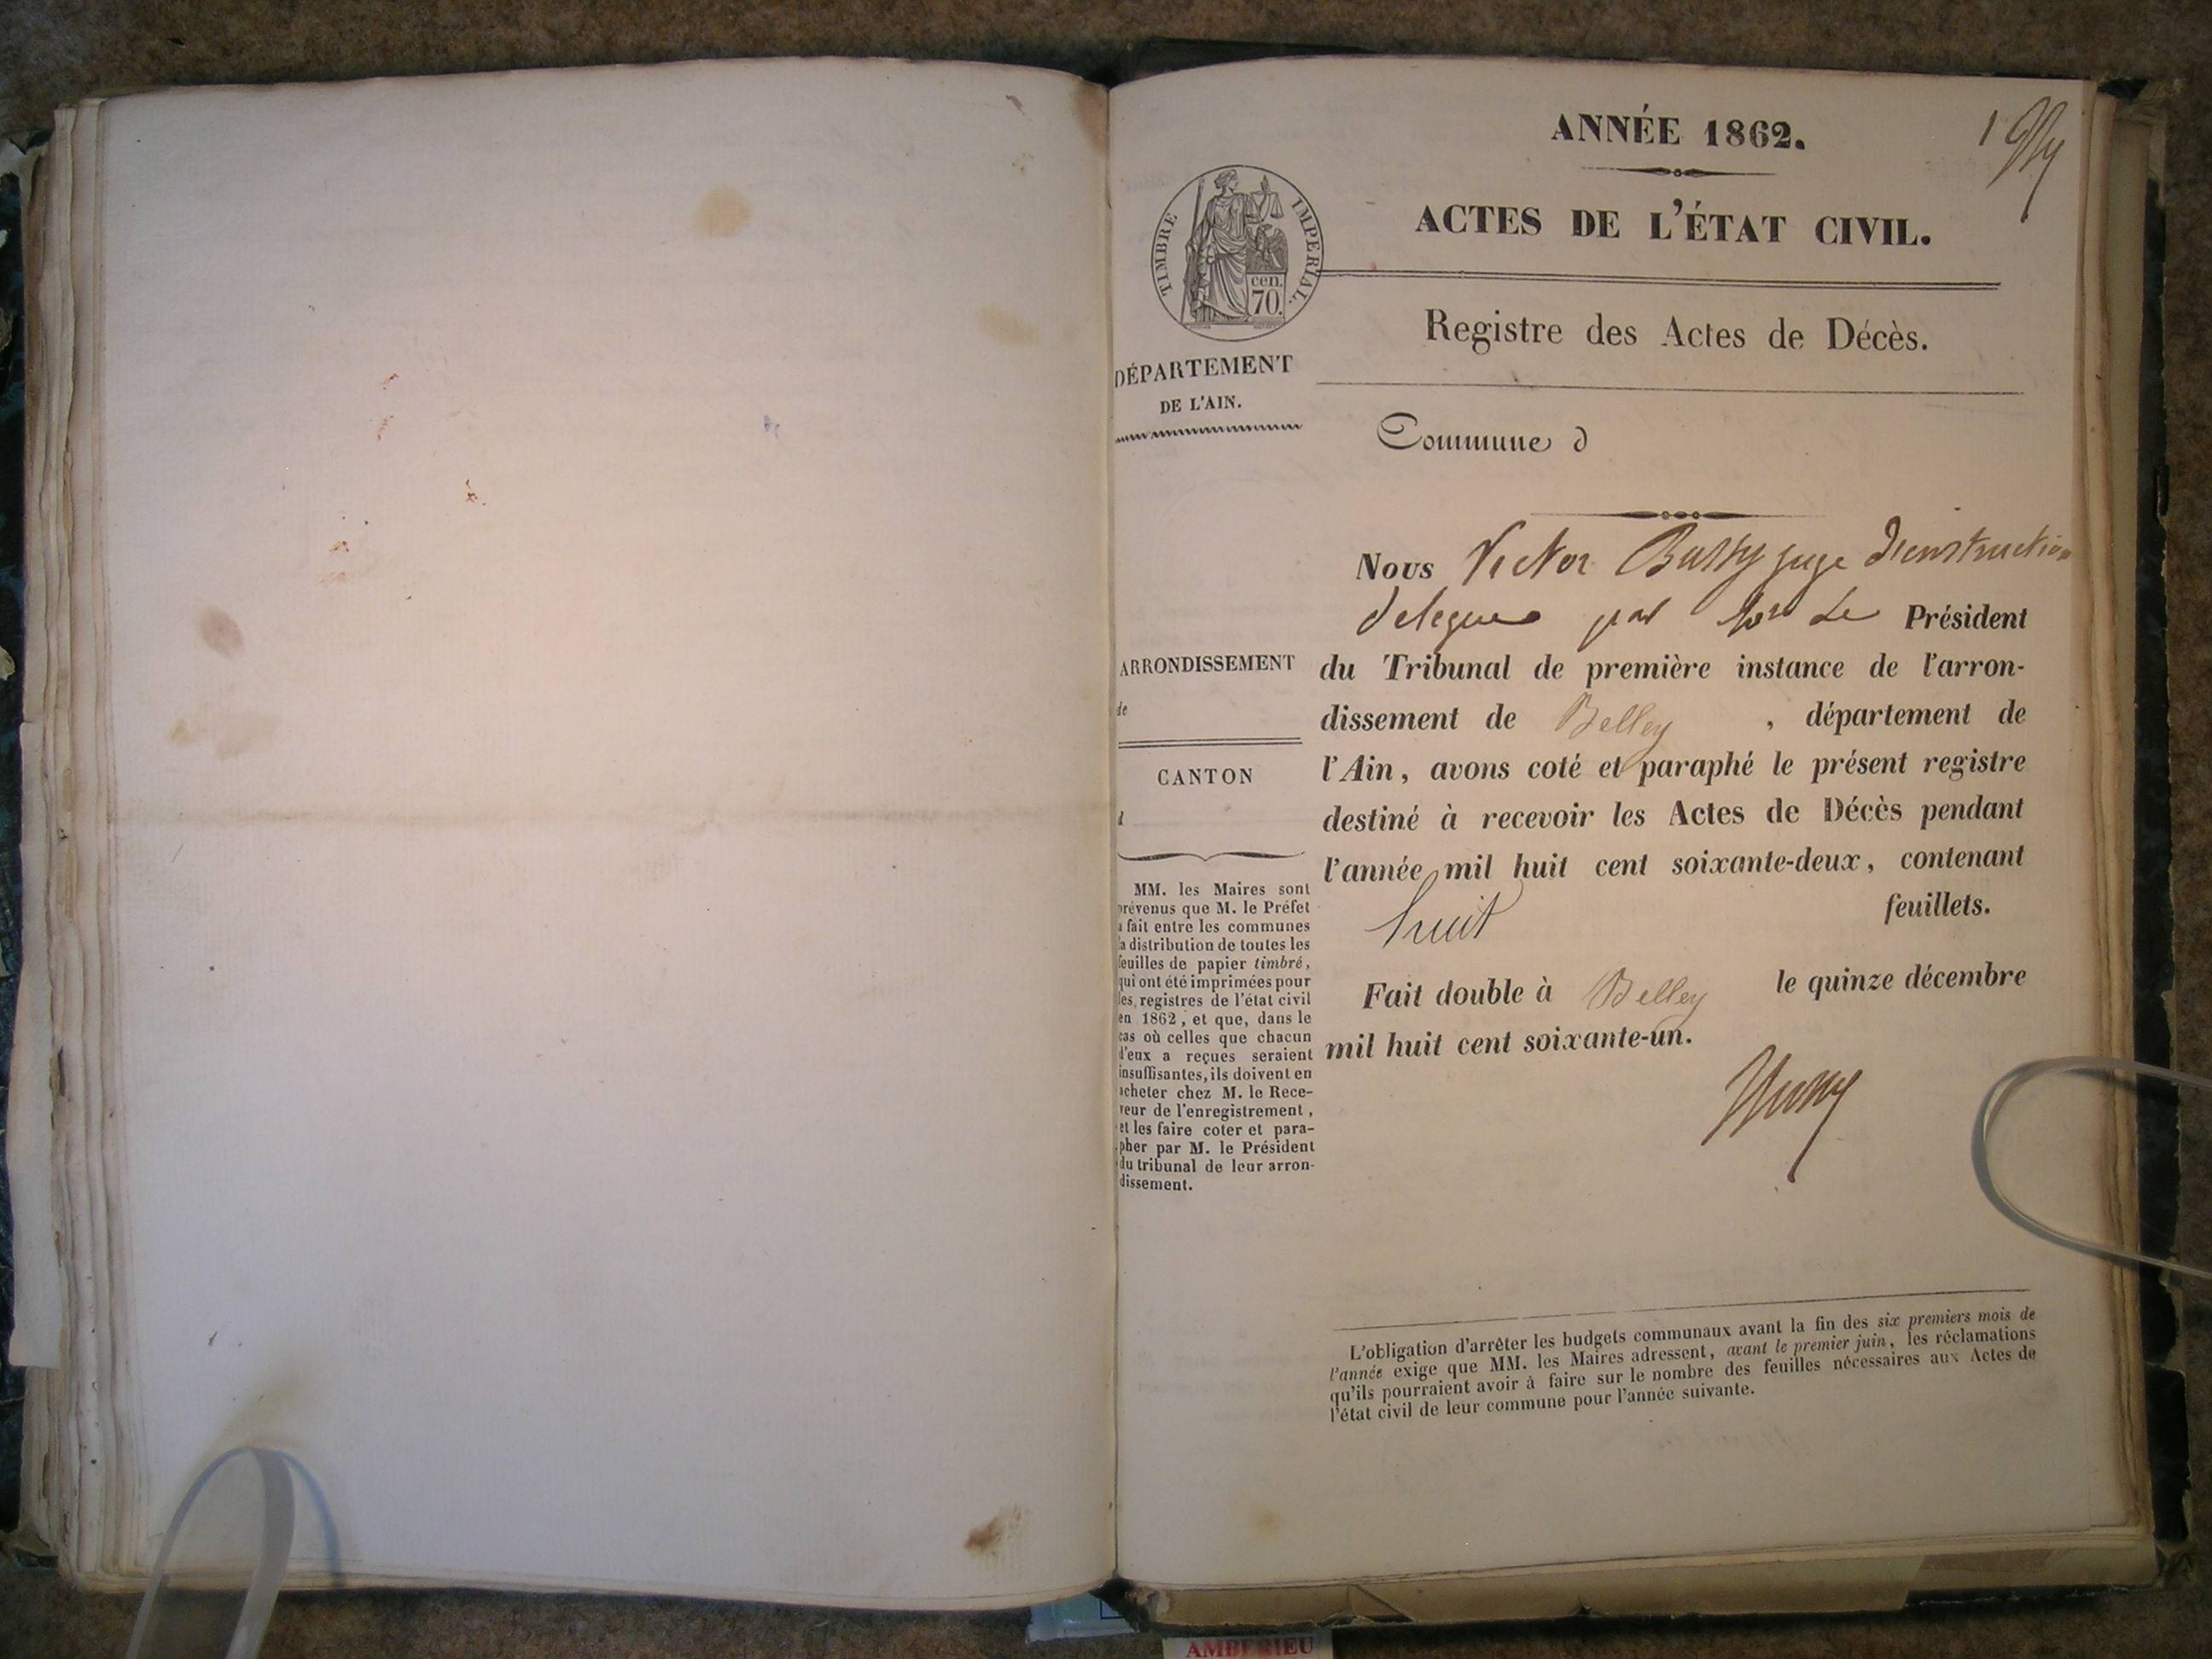 ANNÉE 1862.
1
ACTES DE L'ÉTAT CIVIL.
TIMBRE IMPERIAL.
cen.
70.
Registre des Actes de Décès.
DÉPARTEMENT
DE L'AIN.
Commune d
Nous Victor Bussy juge d'instruction
delegue par Mr Le Président
du Tribunal de première instance de l'arron-
dissement de Belley , département de
l'Ain, avons coté et paraphé le présent registre
destiné à recevoir les Actes de Décès pendant
l'année mil huit cent soixante-deux, contenant
huit feuillets.
Fait double à Belley le quinze décembre
mil huit cent soixante-un.
ARRONDISSEMENT
de
CANTON
d
MM. les Maires sont
prévenus que M. le Préfet
a fait entre les communes
la distribution de toutes les
feuilles de papier timbré,
qui ont été imprimées pour
les registres de l'état civil
en 1862, et que, dans le
cas où celles que chacun
d'eux a reçues seraient
insuffisantes, ils doivent en
acheter chez M. le Rece-
veur de l'enregistrement,
et les faire coter et para-
pher par M. le Président
du tribunal de leur arron-
dissement.
L'obligation d'arrêter les budgets communaux avant la fin des six premiers mois de
l'année exige que MM. les Maires adressent, avant le premier juin, les réclamations
qu'ils pourraient avoir à faire sur le nombre des feuilles nécessaires aux Actes de
l'état civil de leur commune pour l'année suivante.
AMBERIEU